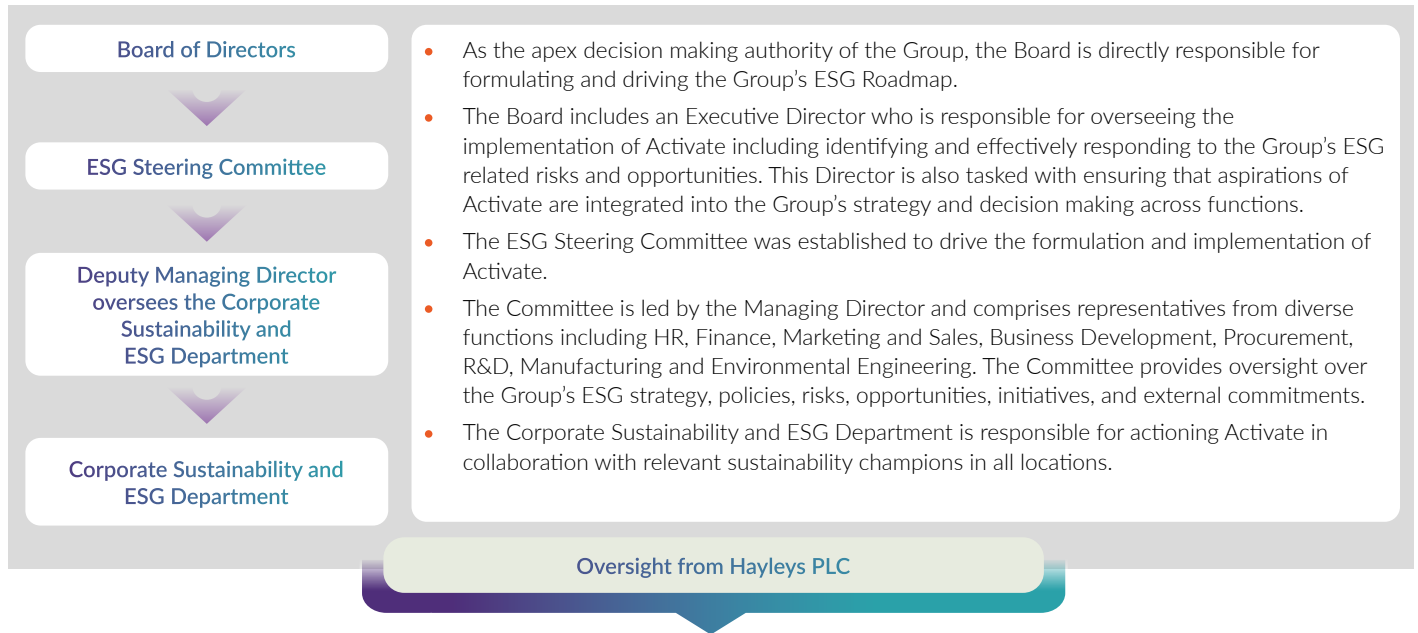 Board of Directors
ESG Steering Committee
Deputy Managing Director
oversees the Corporate
Sustainability and
ESG Department
Corporate Sustainability and
ESG Department
• As the apex decision making authority of the Group, the Board is directly responsible for
formulating and driving the Group’s ESG Roadmap.
• The Board includes an Executive Director who is responsible for overseeing the
implementation of Activate including identifying and effectively responding to the Group’s ESG
related risks and opportunities. This Director is also tasked with ensuring that aspirations of
Activate are integrated into the Group’s strategy and decision making across functions.
• The ESG Steering Committee was established to drive the formulation and implementation of
Activate.
• The Committee is led by the Managing Director and comprises representatives from diverse
functions including HR, Finance, Marketing and Sales, Business Development, Procurement,
R&D, Manufacturing and Environmental Engineering. The Committee provides oversight over
the Group’s ESG strategy, policies, risks, opportunities, initiatives, and external commitments.
• The Corporate Sustainability and ESG Department is responsible for actioning Activate in
collaboration with relevant sustainability champions in all locations.
Oversight from Hayleys PLC